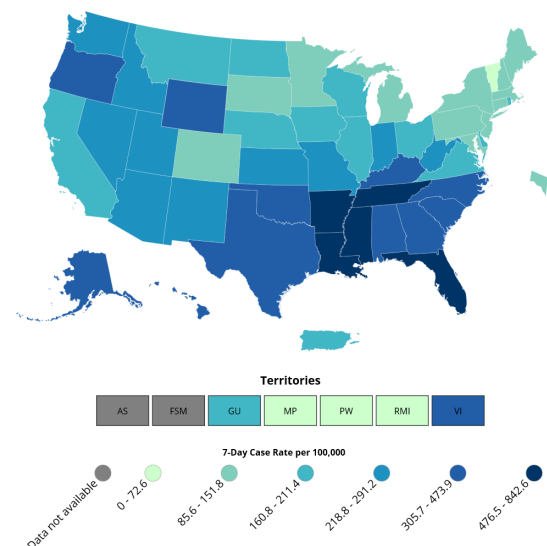 Territories
AS FSM GU MP PW RMI VI
7-Day Case Rate per 100,000
Data not available
0 - 72.6
85.6 - 151.8
160.8 - 211.4
218.8 - 291.2
305.7 - 473.9
476.5 - 842.6